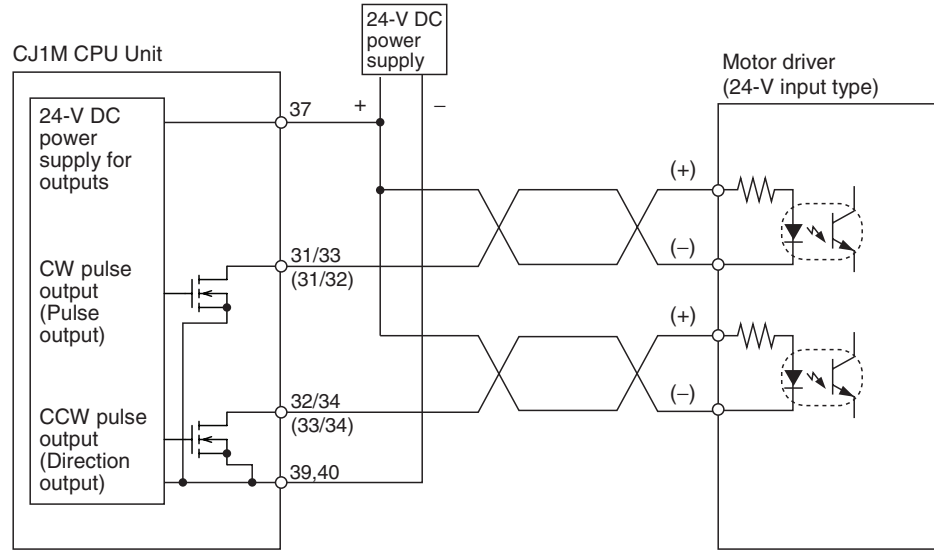 24-V DC
power
supply
CJ1M CPU Unit
Motor driver
(24-V input type)
+
–
37
24-V DC
power
supply for
outputs
(+)
31/33
(31/32)
(–)
CW pulse
output
(Pulse
output)
(+)
32/34
(33/34)
(–)
CCW pulse
output
(Direction
output)
39,40